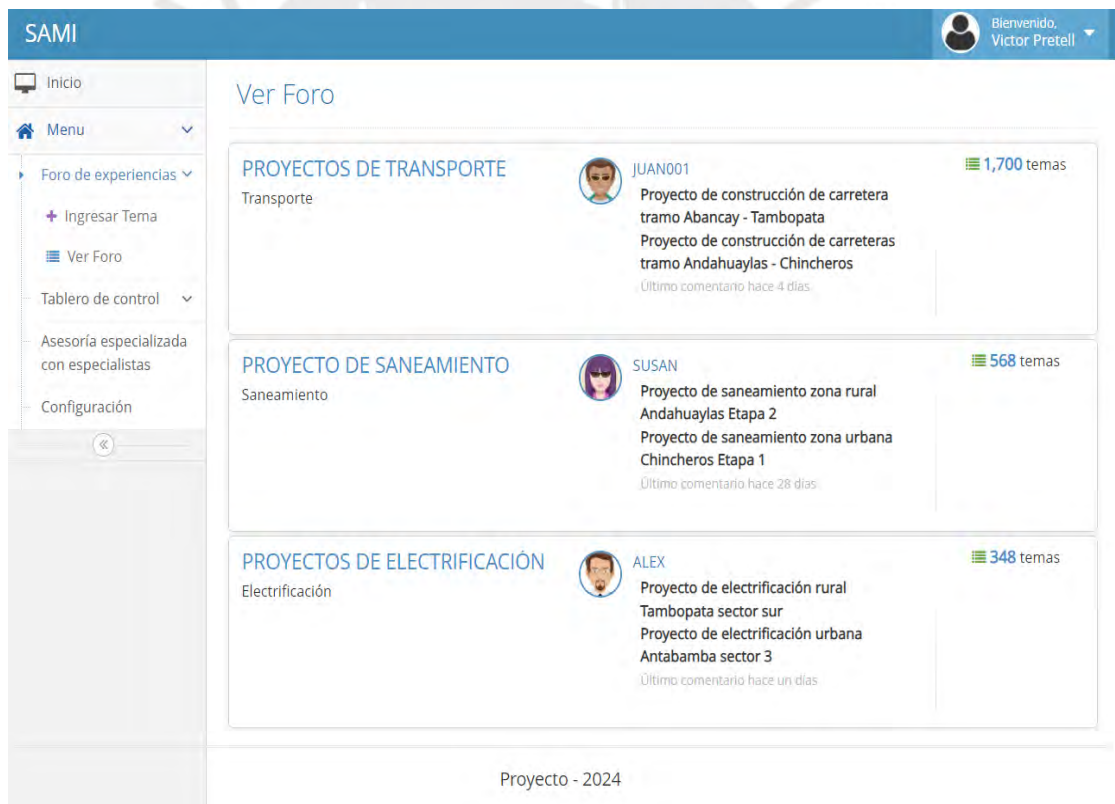 SAMI
Bienvenido,
Victor Pretell
Inicio
Menu
Foro de experiencias
Ingresar Tema
Ver Foro
Tablero de control
Asesoría especializada
con especialistas
Configuración
Ver Foro
PROYECTOS DE TRANSPORTE
Transporte
JUAN001
Proyecto de construcción de carretera
tramo Abancay - Tambopata
Proyecto de construcción de carreteras
tramo Andahuaylas - Chincheros
Último comentario hace 4 días
1,700 temas
PROYECTO DE SANEAMIENTO
Saneamiento
SUSAN
Proyecto de saneamiento zona rural
Andahuaylas Etapa 2
Proyecto de saneamiento zona urbana
Chincheros Etapa 1
Último comentario hace 28 días
568 temas
PROYECTOS DE ELECTRIFICACIÓN
Electrificación
ALEX
Proyecto de electrificación rural
Tambopata sector sur
Proyecto de electrificación urbana
Antabamba sector 3
Último comentario hace un días
348 temas
Proyecto - 2024